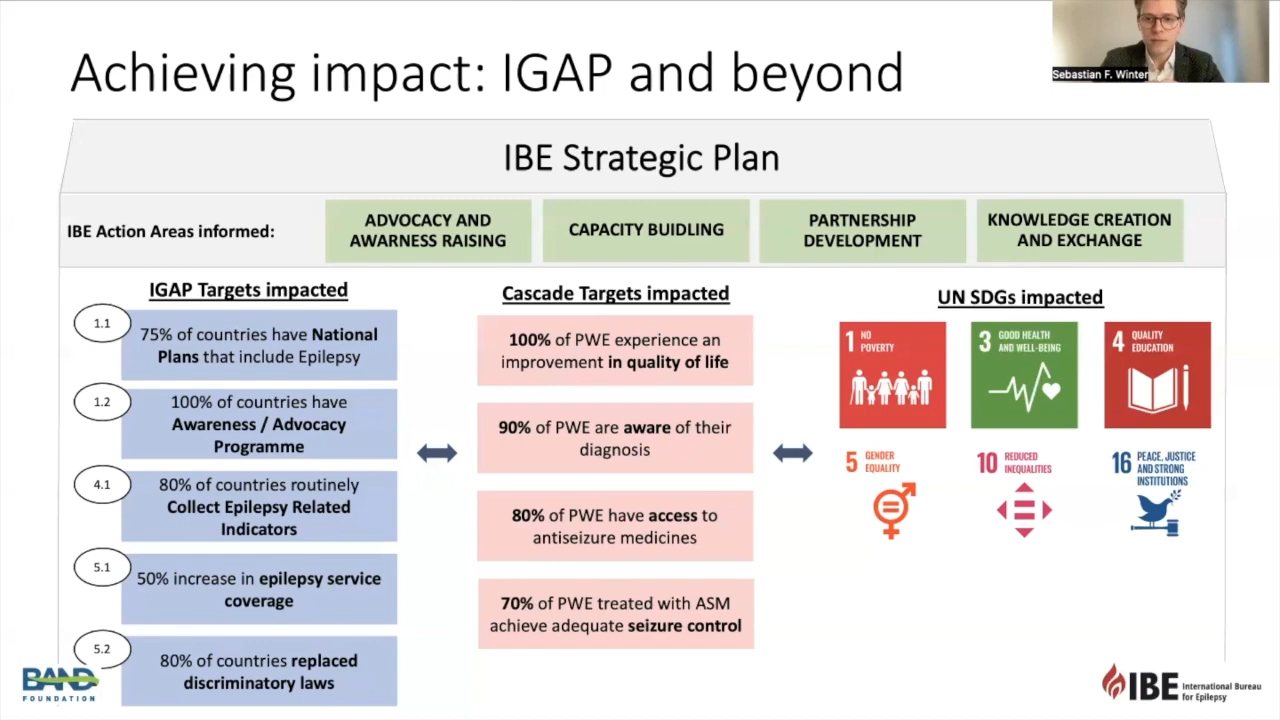 Achieving impact: IGAP and beyond
Sebastian F. Winter
IBE Strategic Plan
IBE Action Areas informed:
ADVOCACY AND
AWARNESS RAISING
CAPACITY BUIDLING
PARTNERSHIP
DEVELOPMENT
KNOWLEDGE CREATION
AND EXCHANGE
IGAP Targets impacted
1.1
75% of countries have National
Plans that include Epilepsy
1.2
100% of countries have
Awareness / Advocacy
Programme
4.1
80% of countries routinely
Collect Epilepsy Related
Indicators
5.1
50% increase in epilepsy service
coverage
5.2
80% of countries replaced
discriminatory laws
Cascade Targets impacted
100% of PWE experience an
improvement in quality of life
90% of PWE are aware of their
diagnosis
80% of PWE have access to
antiseizure medicines
70% of PWE treated with ASM
achieve adequate seizure control
UN SDGs impacted
1 NO
POVERTY
3 GOOD HEALTH
AND WELL-BEING
4 QUALITY
EDUCATION
5 GENDER
EQUALITY
10 REDUCED
INEQUALITIES
16 PEACE, JUSTICE
AND STRONG
INSTITUTIONS
BAND
FOUNDATION
IBE International Bureau
for Epilepsy